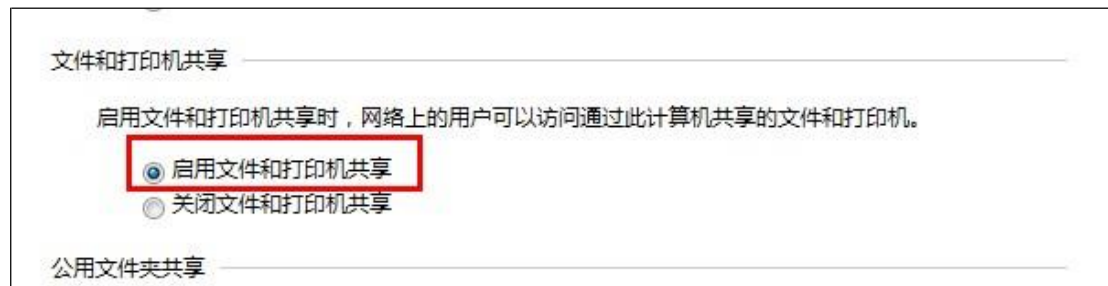 文件和打印机共享
启用文件和打印机共享时，网络上的用户可以访问通过此计算机共享的文件和打印机。
启用文件和打印机共享
关闭文件和打印机共享
公用文件夹共享